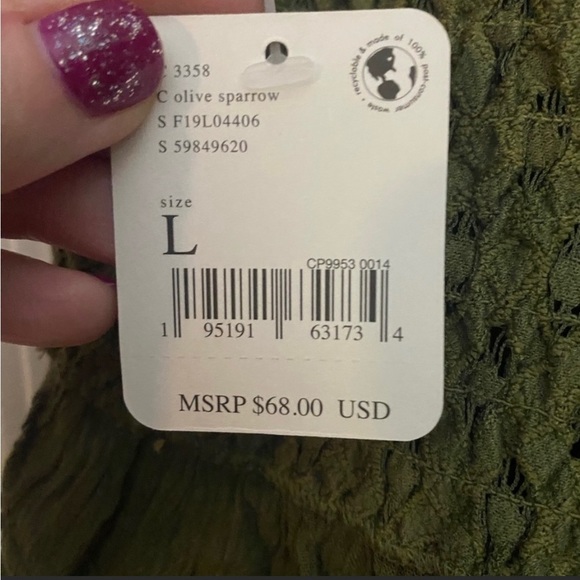 : 3358
C olive sparrow
S F19L04406
S 59849620
recyclable & made of 100% post-consumer waste •
size
L
CP9953 0014
1 95191 63173 4
MSRP $68.00 USD